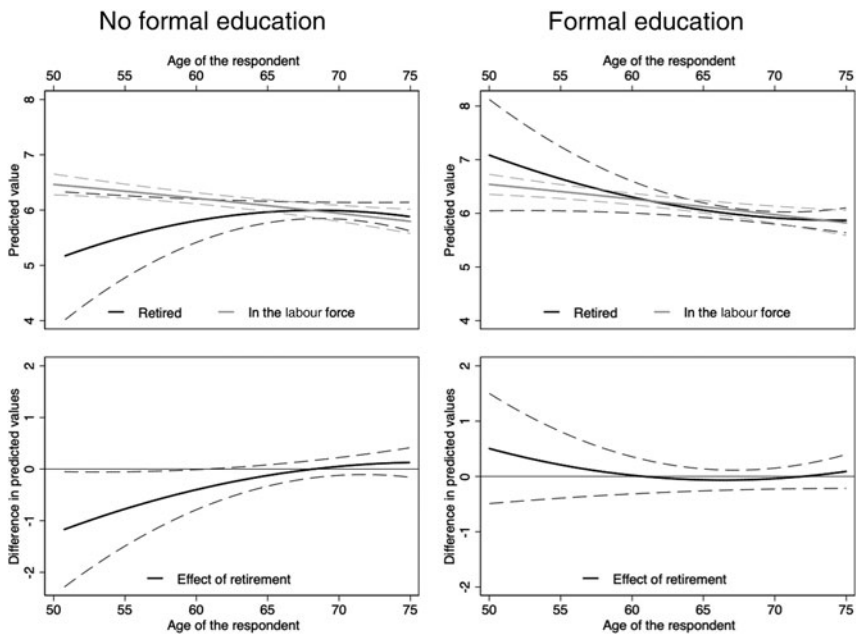 No formal education
Formal education
Age of the respondent
50 55 60 65 70 75
Predicted value
8
7
6
5
4
Retired In the labour force
Age of the respondent
50 55 60 65 70 75
Predicted value
8
7
6
5
4
Retired In the labour force
Difference in predicted values
2
1
0
-1
-2
Effect of retirement
50 55 60 65 70 75
Age of the respondent
Difference in predicted values
2
1
0
-1
-2
Effect of retirement
50 55 60 65 70 75
Age of the respondent